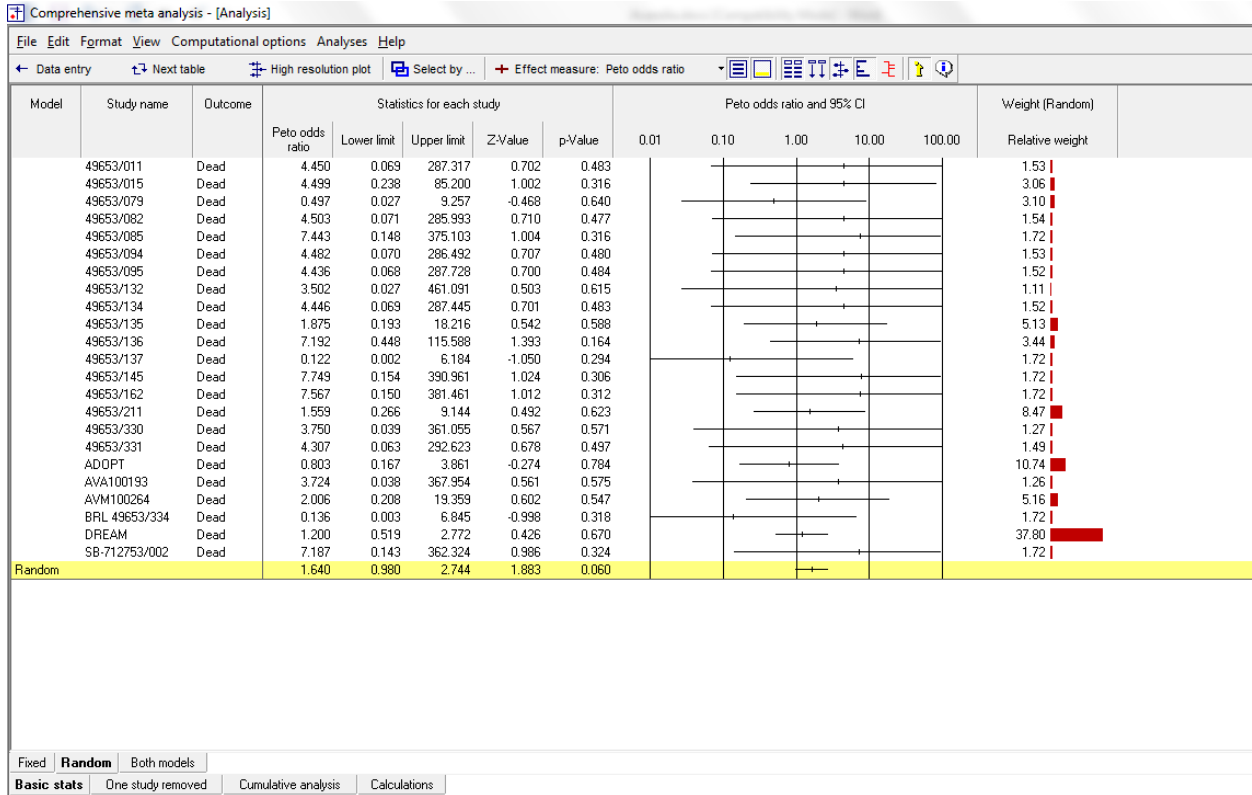 Comprehensive meta analysis - [Analysis]
File Edit Format View Computational options Analyses Help
← Data entry Next table High resolution plot Select by ... Effect measure: Peto odds ratio
Model Study name Outcome Statistics for each study Peto odds ratio and 95% CI Weight (Random)
Peto odds ratio Lower limit Upper limit Z-Value p-Value 0.01 0.10 1.00 10.00 100.00 Relative weight
49653/011 Dead 4.450 0.069 287.317 0.702 0.483 1.53
49653/015 Dead 4.499 0.238 85.200 1.002 0.316 3.06
49653/079 Dead 0.497 0.027 9.257 -0.468 0.640 3.10
49653/082 Dead 4.503 0.071 285.993 0.710 0.477 1.54
49653/085 Dead 7.443 0.148 375.103 1.004 0.316 1.72
49653/094 Dead 4.482 0.070 286.492 0.707 0.480 1.53
49653/095 Dead 4.436 0.068 287.728 0.700 0.484 1.52
49653/132 Dead 3.502 0.027 461.091 0.503 0.615 1.11
49653/134 Dead 4.446 0.069 287.445 0.701 0.483 1.52
49653/135 Dead 1.875 0.193 18.216 0.542 0.588 5.13
49653/136 Dead 7.192 0.448 115.588 1.393 0.164 3.44
49653/137 Dead 0.122 0.002 6.184 -1.050 0.294 1.72
49653/145 Dead 7.749 0.154 390.961 1.024 0.306 1.72
49653/162 Dead 7.567 0.150 381.461 1.012 0.312 1.72
49653/211 Dead 1.559 0.266 9.144 0.492 0.623 8.47
49653/330 Dead 3.750 0.039 361.055 0.567 0.571 1.27
49653/331 Dead 4.307 0.063 292.623 0.678 0.497 1.49
ADOPT Dead 0.803 0.167 3.861 -0.274 0.784 10.74
AVA100193 Dead 3.724 0.038 367.954 0.561 0.575 1.26
AVM100264 Dead 2.006 0.208 19.359 0.602 0.547 5.16
BRL 49653/334 Dead 0.136 0.003 6.845 -0.998 0.318 1.72
DREAM Dead 1.200 0.519 2.772 0.426 0.670 37.80
SB-712753/002 Dead 7.187 0.143 362.324 0.986 0.324 1.72
Random 1.640 0.980 2.744 1.883 0.060
Fixed Random Both models
Basic stats One study removed Cumulative analysis Calculations